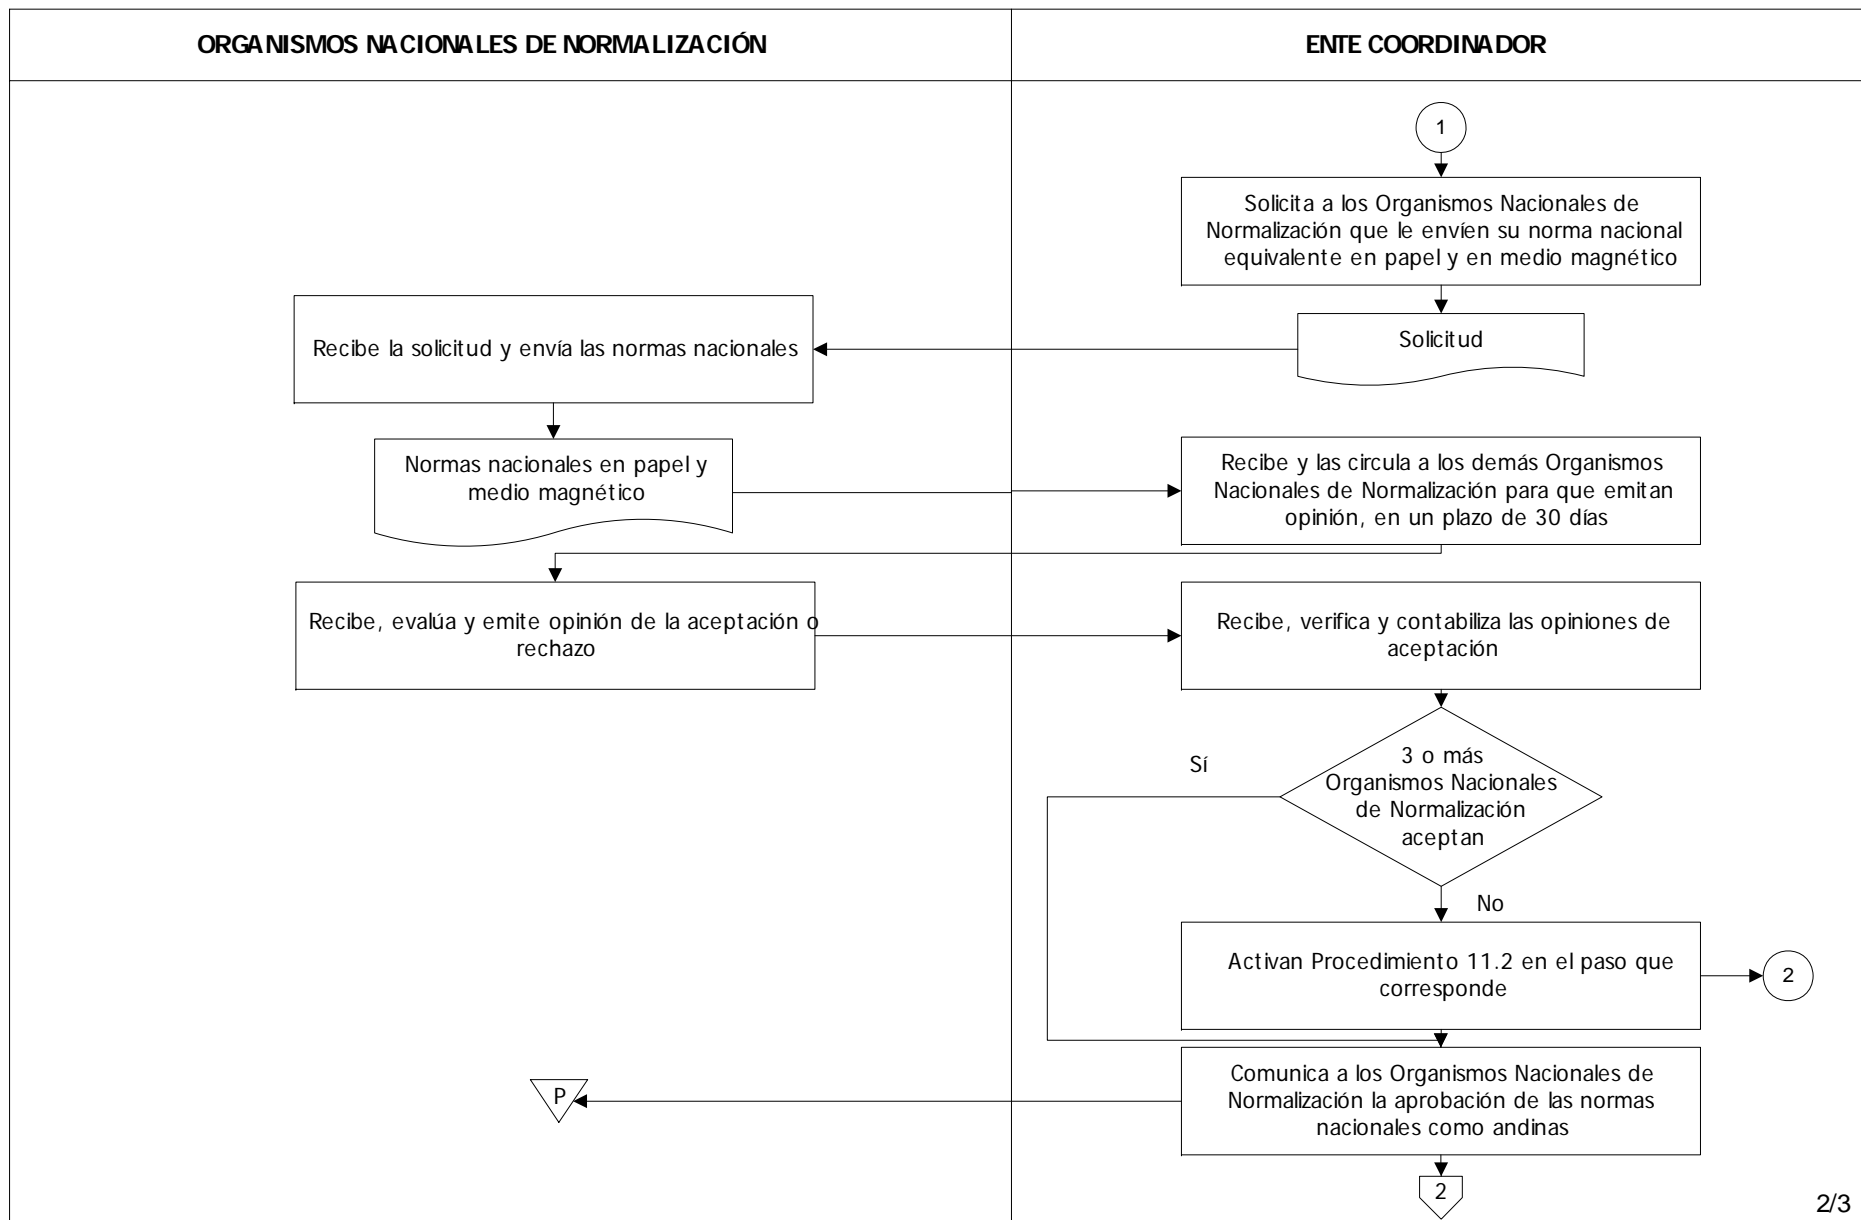 ORGANISMOS NACIONALES DE NORMALIZACIÓN
ENTE COORDINADOR
1
Solicita a los Organismos Nacionales de
Normalización que le envíen su norma nacional
equivalente en papel y en medio magnético
Recibe la solicitud y envía las normas nacionales
Solicitud
Normas nacionales en papel y
medio magnético
Recibe y las circula a los demás Organismos
Nacionales de Normalización para que emitan
opinión, en un plazo de 30 días
Recibe, evalúa y emite opinión de la aceptación o
rechazo
Recibe, verifica y contabiliza las opiniones de
aceptación
Sí
3 o más
Organismos Nacionales
de Normalización
aceptan
No
Activan Procedimiento 11.2 en el paso que
corresponde
2
P
Comunica a los Organismos Nacionales de
Normalización la aprobación de las normas
nacionales como andinas
2
2/3